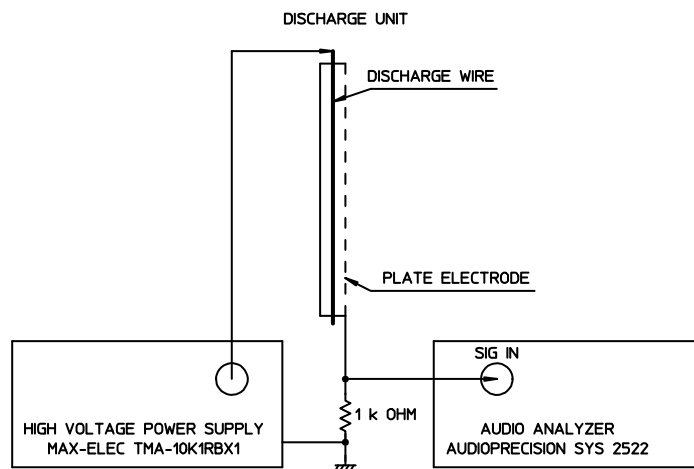 DISCHARGE UNIT
DISCHARGE WIRE
PLATE ELECTRODE
SIG IN
1 k OHM
HIGH VOLTAGE POWER SUPPLY
MAX-ELEC TMA-10K1RBX1
AUDIO ANALYZER
AUDIOPRECISION SYS 2522